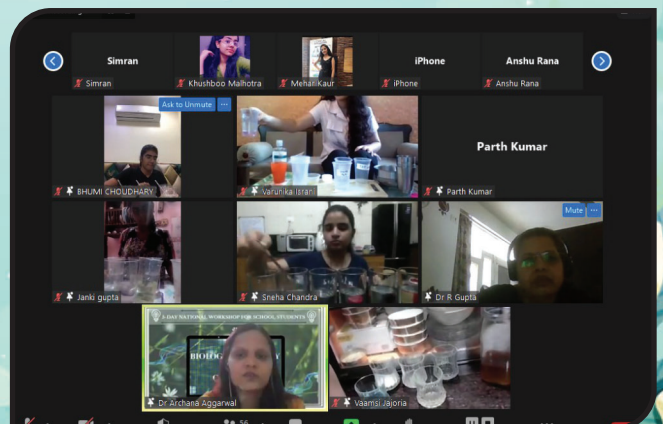 Simran
iPhone
Anshu Rana
Simran
Khushboo Malhotra
Mehar Kaur
iPhone
Anshu Rana
Ask to Unmute ...
Parth Kumar
BHUMI CHOUDHARY
Varunika Israni
Parth Kumar
Mute ...
Janki gupta
Sneha Chandra
Dr R Gupta
DAY NATIONAL WORKSHOP FOR SCHOOL STUDENTS
Dr Archana Aggarwal
Vaamsi Jajoria
56